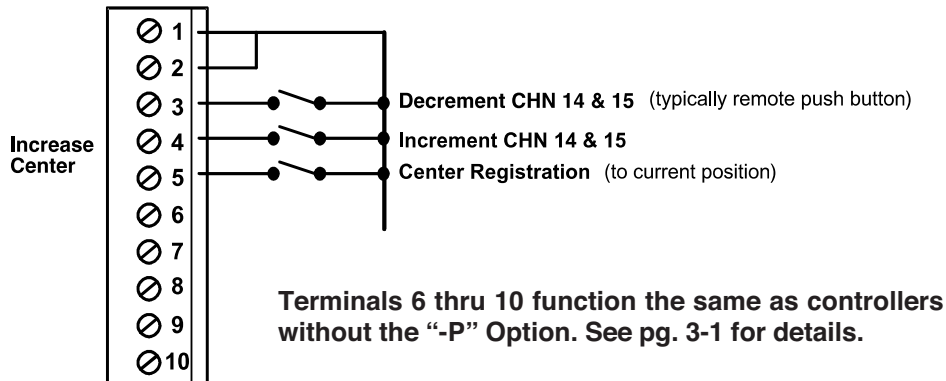 1
2
3 Decrement CHN 14 & 15 (typically remote push button)
Increase 4 Increment CHN 14 & 15
Center 5 Center Registration (to current position)
6
7
8
9
10
Terminals 6 thru 10 function the same as controllers
without the “-P” Option. See pg. 3-1 for details.